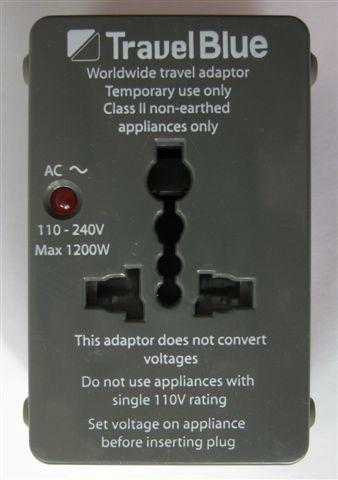 Travel Blue
Worldwide travel adaptor
Temporary use only
Class II non-earthed
appliances only
AC ~
110 - 240V
Max 1200W
This adaptor does not convert
voltages
Do not use appliances with
single 110V rating
Set voltage on appliance
before inserting plug